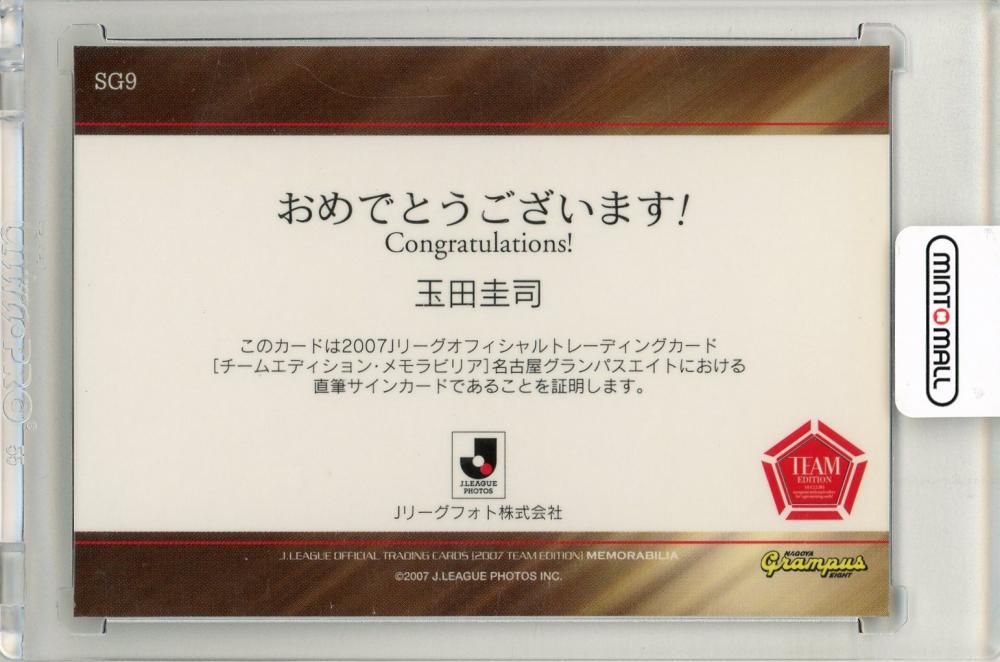 SG9
おめでとうございます!
Congratulations!
玉田圭司
このカードは2007Jリーグオフィシャルトレーディングカード
[チームエディション・メモラビリア]名古屋グランパスエイトにおける
直筆サインカードであることを証明します。
J.LEAGUE
PHOTOS
Jリーグフォト株式会社
TEAM
EDITION
J.LEAGUE OFFICIAL TRADING CARDS [2007 TEAM EDITION] MEMORABILIA
©2007 J.LEAGUE PHOTOS INC.
NAGOYA
Grampus
EIGHT
MINT MALL